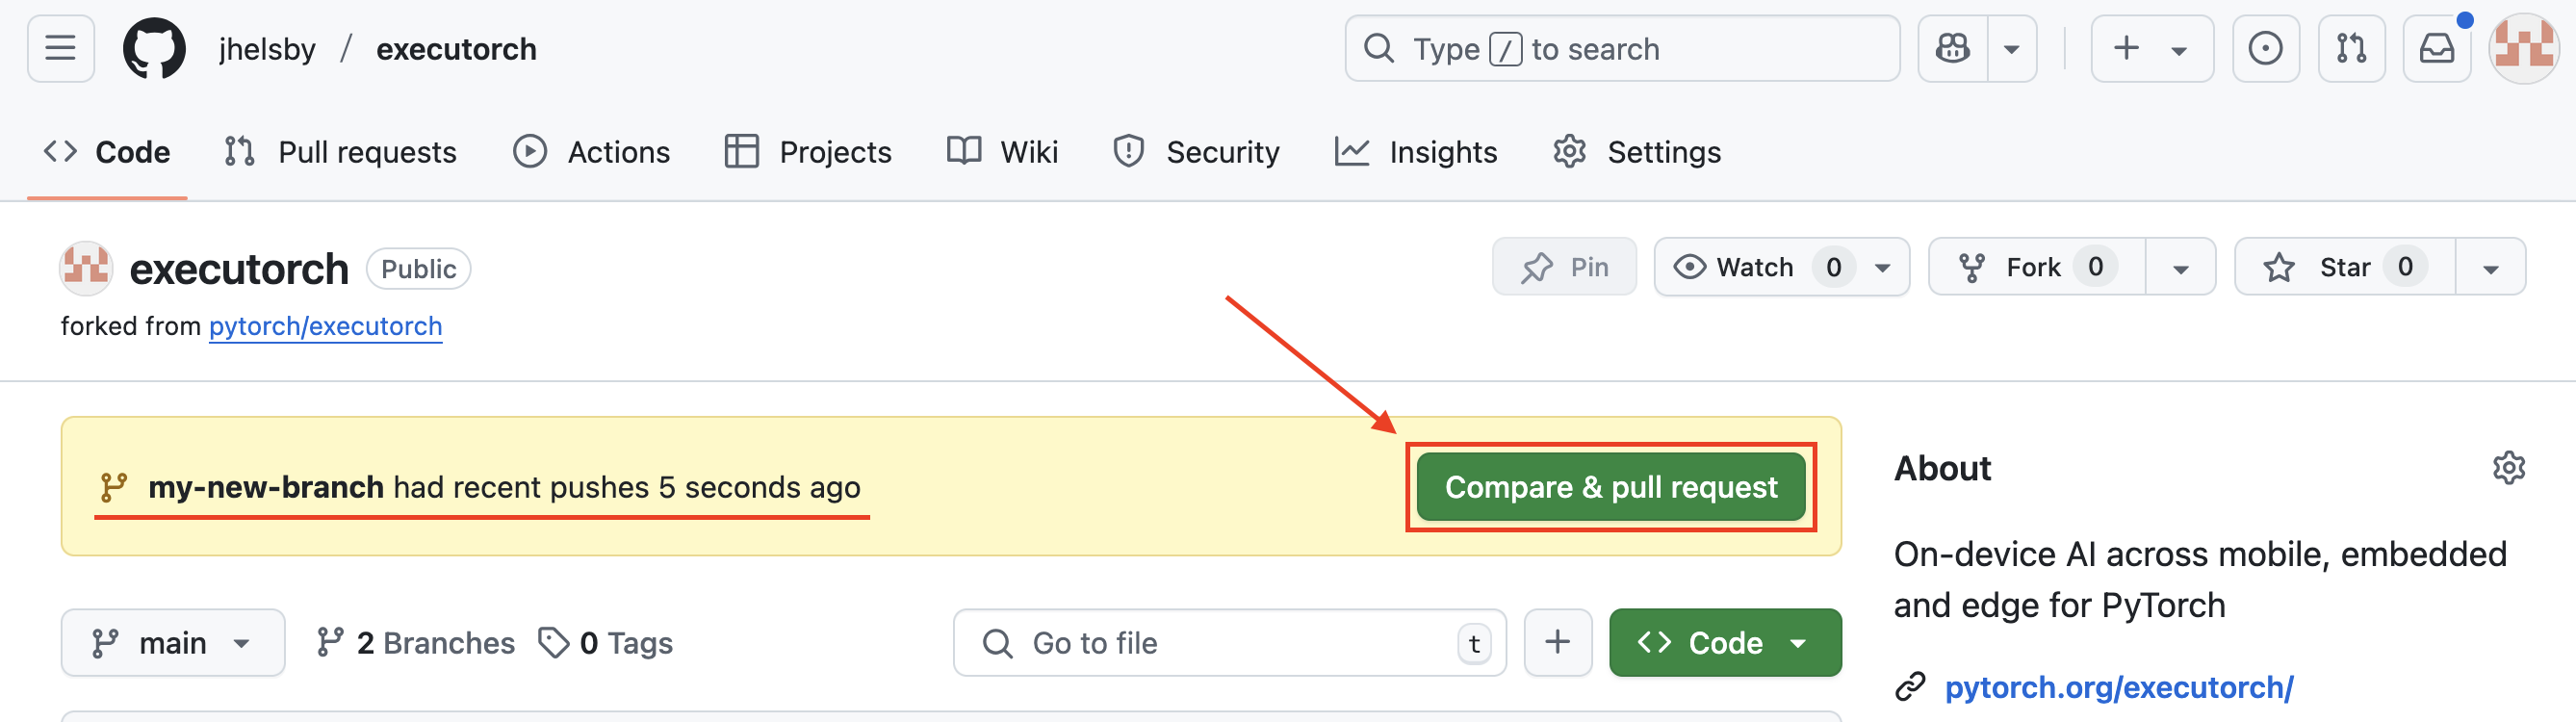 jhelsby / executorch
Type / to search
Code Pull requests Actions Projects Wiki Security Insights Settings
executorch Public
Pin Watch 0 Fork 0 Star 0
forked from pytorch/executorch
my-new-branch had recent pushes 5 seconds ago
Compare & pull request
main 2 Branches 0 Tags
Go to file t
Code
About
On-device AI across mobile, embedded
and edge for PyTorch
pytorch.org/executorch/